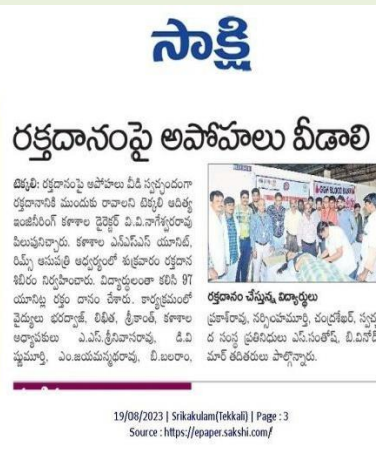 సాక్షి
రక్తదానంపై అపోహలు వీడాలి
టెక్కలి: రక్తదానంపై అపోహలు వీడి స్వచ్ఛందంగా
రక్తదానానికి ముందుకు రావాలని టెక్కలి ఆదిత్య
ఇంజినీరింగ్ కళాశాల డైరెక్టర్ వి.వి.నాగేశ్వరరావు
పిలుపునిచ్చారు. కళాశాల ఎన్ఎస్ఎస్ యూనిట్,
రిమ్స్ ఆసుపత్రి ఆధ్వర్యంలో శుక్రవారం రక్తదాన
శిబిరం నిర్వహించారు. విద్యార్థులంతా కలిసి 97
యూనిట్ల రక్తం దానం చేశారు. కార్యక్రమంలో
వైద్యులు భరద్వాజ్, లిఖిత, శ్రీకాంత్, కళాశాల
అధ్యాపకులు ఎ.ఎస్.శ్రీనివాసరావు, డి.వి
ష్ణుమూర్తి, ఎం.జయమన్మథరావు, బి.బలరాం,
BLOOD
రక్తదానం చేస్తున్న విద్యార్థులు
ప్రకాశ్‌రావు, నర్సింహమూర్తి, చంద్రశేఖర్, స్వచ్ఛ
ద సంస్థ ప్రతినిధులు ఎస్.సంతోష్, బి.వినోద్
మార్ తదితరులు పాల్గొన్నారు.
19/08/2023 | Srikakulam(Tekkali) | Page : 3
Source : https://epaper.sakshi.com/